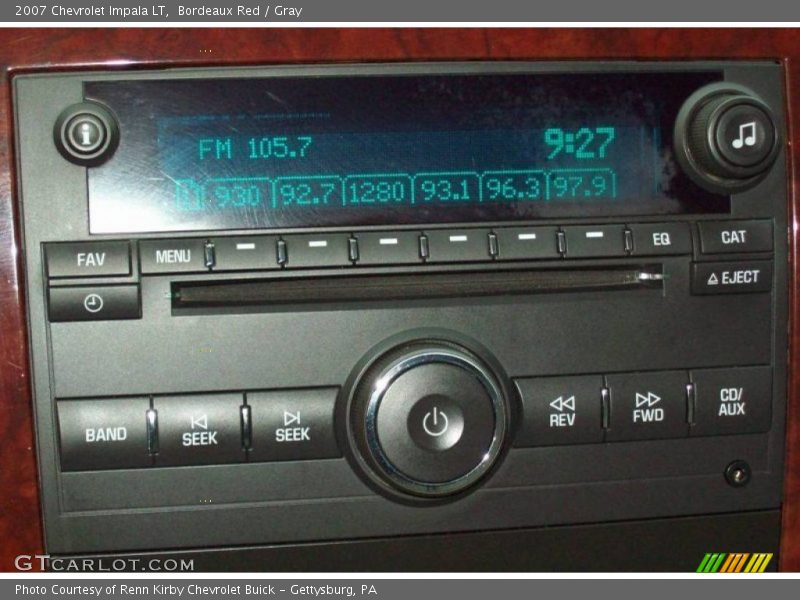 2007 Chevrolet Impala LT, Bordeaux Red / Gray
FM 105.7 9:27
1 930 92.7 1280 93.1 96.3 97.9
FAV MENU EQ CAT
EJECT
BAND SEEK SEEK REV FWD CD/AUX
GTCARLOT.COM
Photo Courtesy of Renn Kirby Chevrolet Buick - Gettysburg, PA